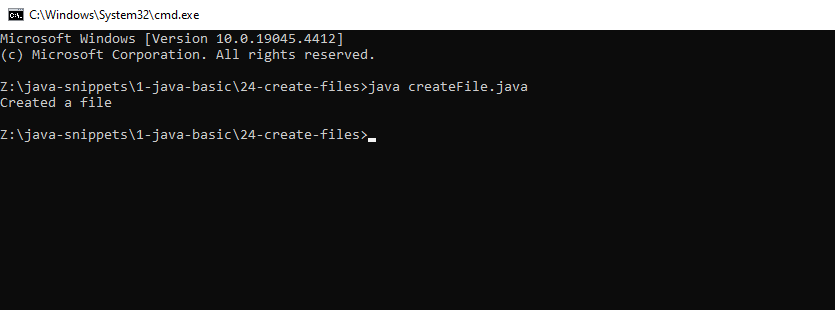 C:\Windows\System32\cmd.exe
Microsoft Windows [Version 10.0.19045.4412]
(c) Microsoft Corporation. All rights reserved.
Z:\java-snippets\1-java-basic\24-create-files>java createFile.java
Created a file
Z:\java-snippets\1-java-basic\24-create-files>